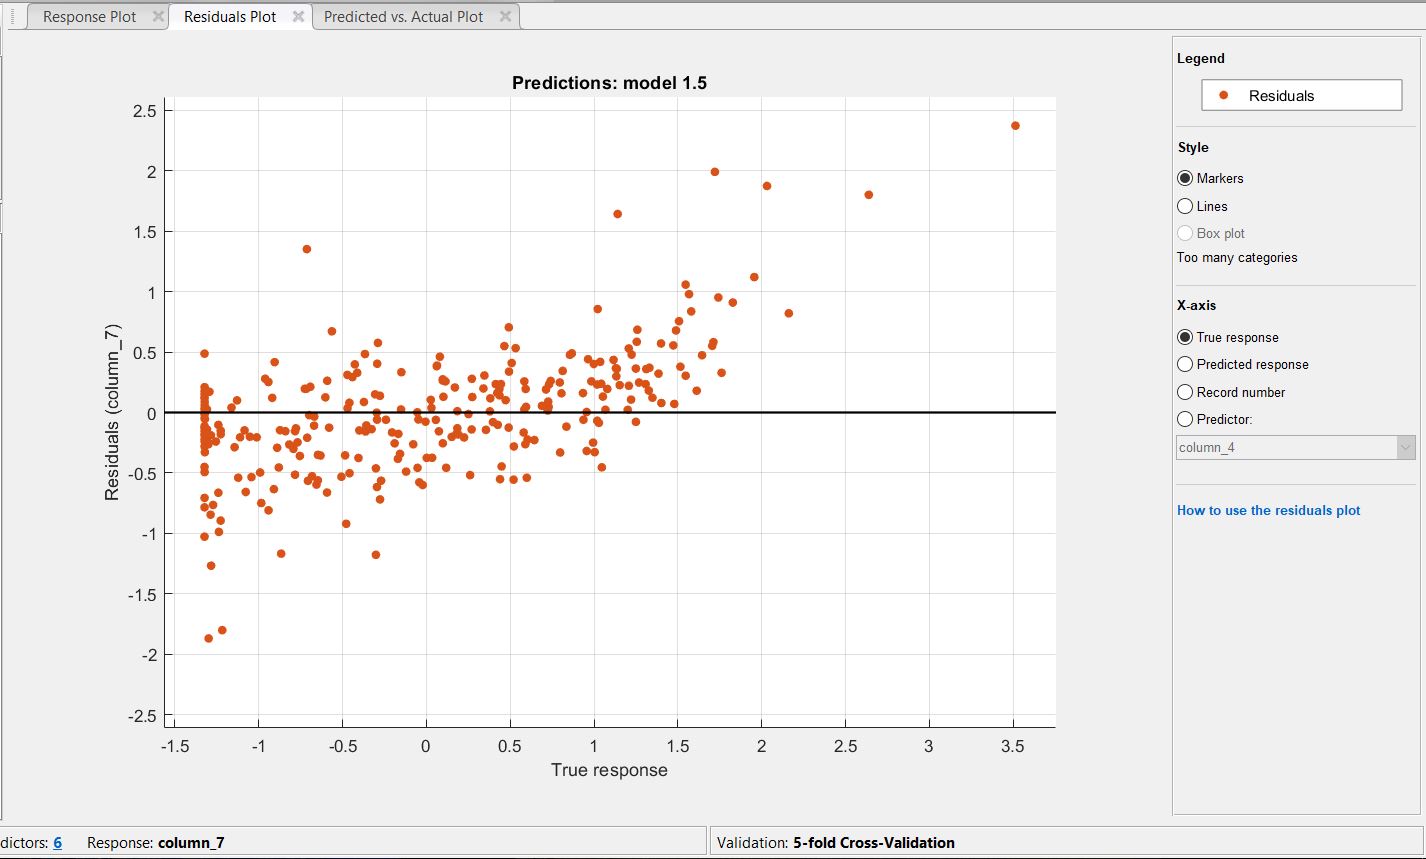 Response Plot Residuals Plot Predicted vs. Actual Plot
Predictions: model 1.5
2.5
2
1.5
1
0.5
0
-0.5
-1
-1.5
-2
-2.5
Residuals (column_7)
-1.5 -1 -0.5 0 0.5 1 1.5 2 2.5 3 3.5
True response
Legend
Residuals
Style
Markers
Lines
Box plot
Too many categories
X-axis
True response
Predicted response
Record number
Predictor:
column_4
How to use the residuals plot
dictors: 6 Response: column_7 Validation: 5-fold Cross-Validation